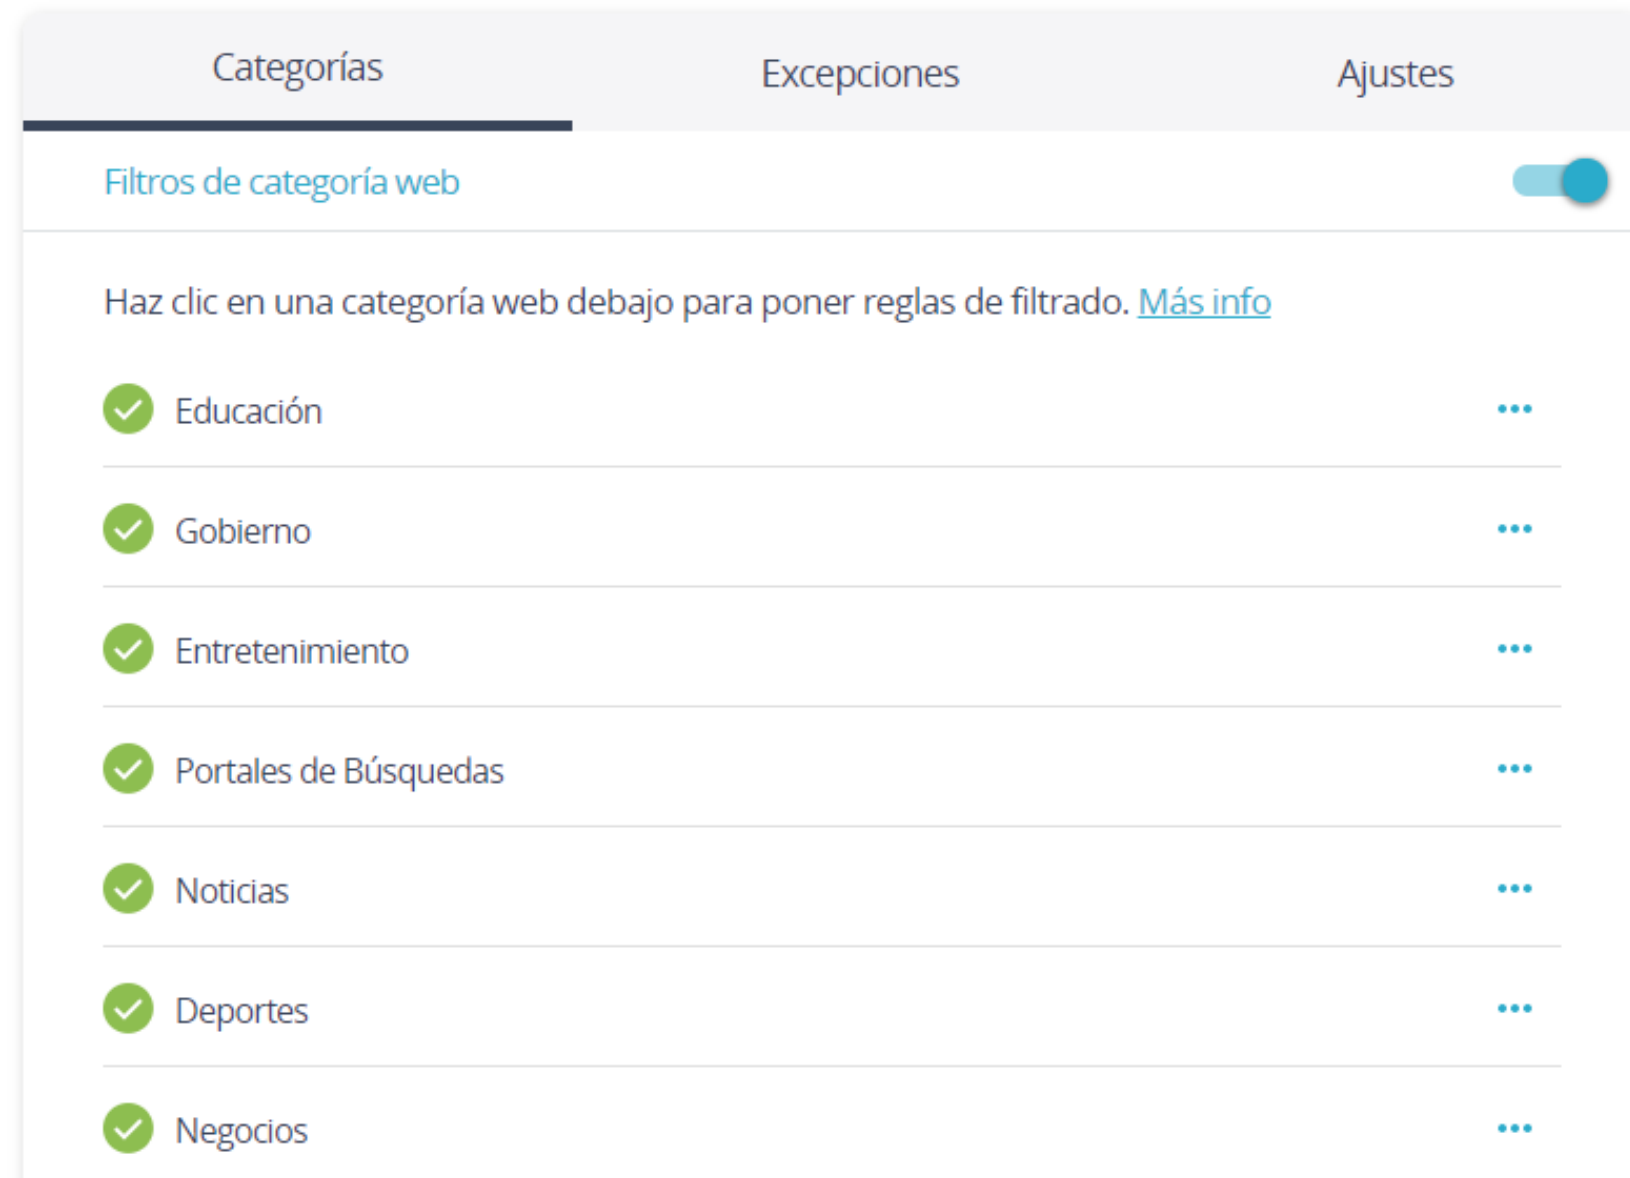 Categorías
Excepciones
Ajustes
Filtros de categoría web
Haz clic en una categoría web debajo para poner reglas de filtrado. Más info
Educación
Gobierno
Entretenimiento
Portales de Búsquedas
Noticias
Deportes
Negocios